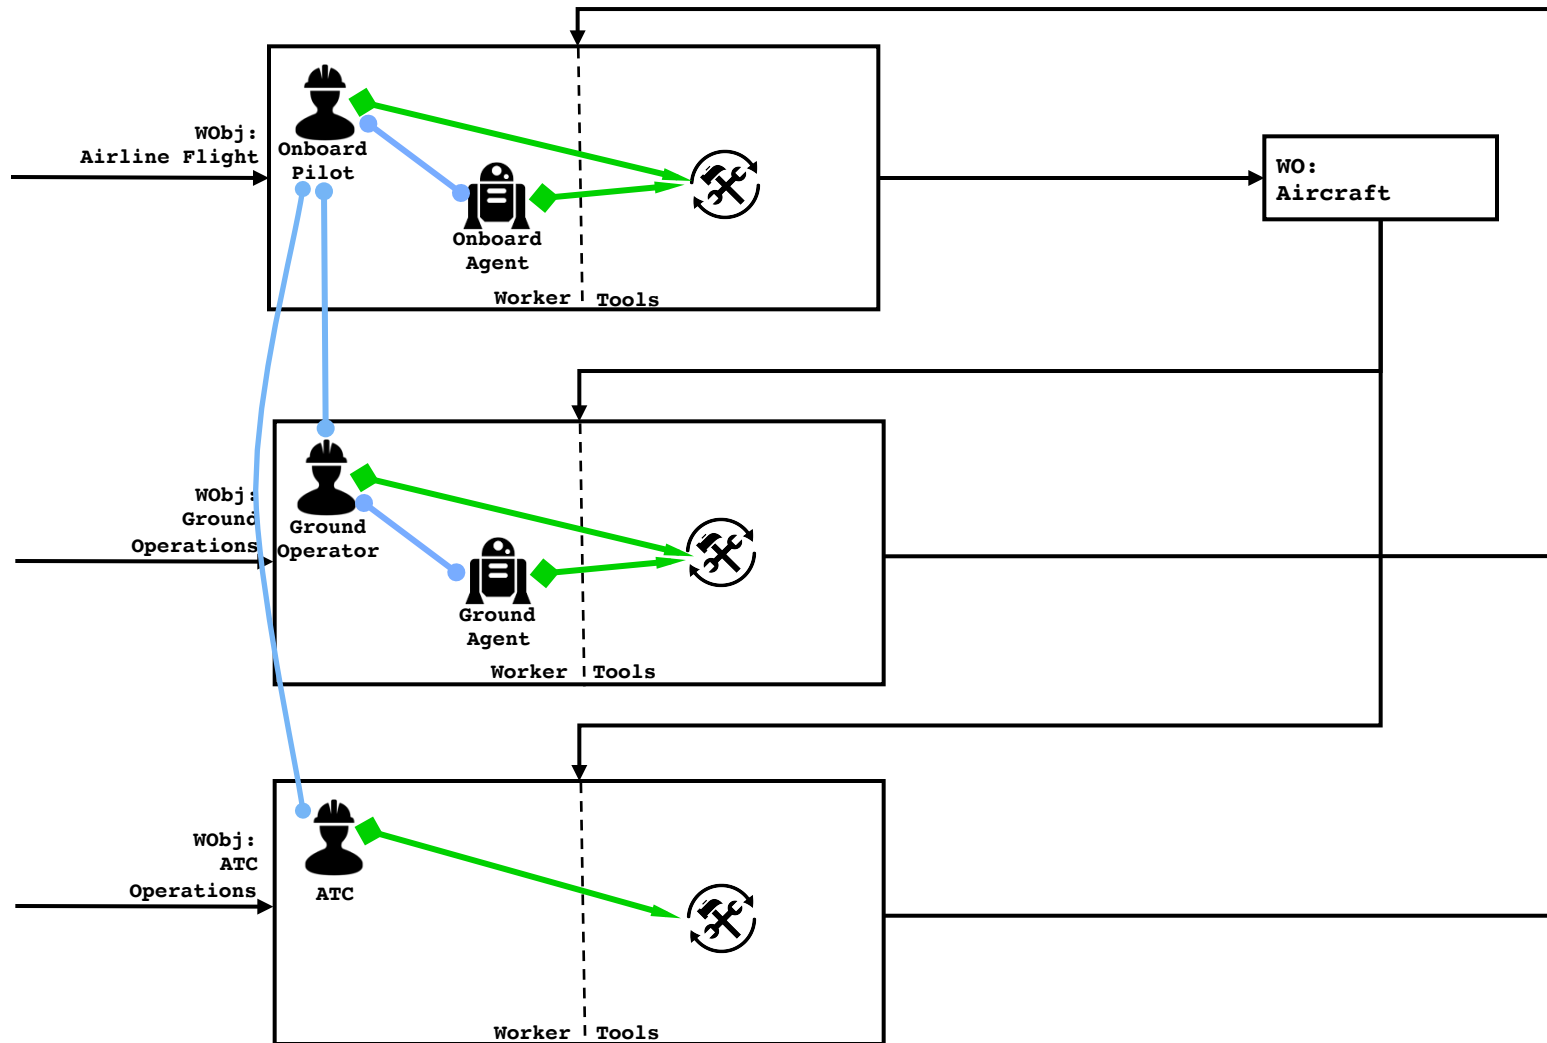 WObj:
Airline Flight
Onboard
Pilot
Onboard
Agent
Worker
Tools
WO:
Aircraft
WObj:
Ground
Operations
Ground
Operator
Ground
Agent
Worker
Tools
WObj:
ATC
Operations
ATC
Worker
Tools